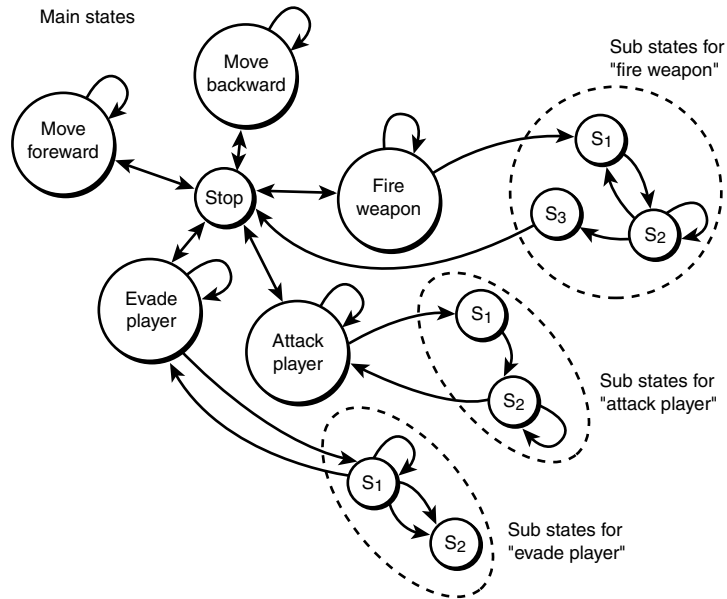 Main states
Move
backward
Sub states for
"fire weapon"
Move
foreward
S1
Stop
Fire
weapon
S3
S2
Evade
player
Attack
player
S1
S2
Sub states for
"attack player"
S1
S2
Sub states for
"evade player"